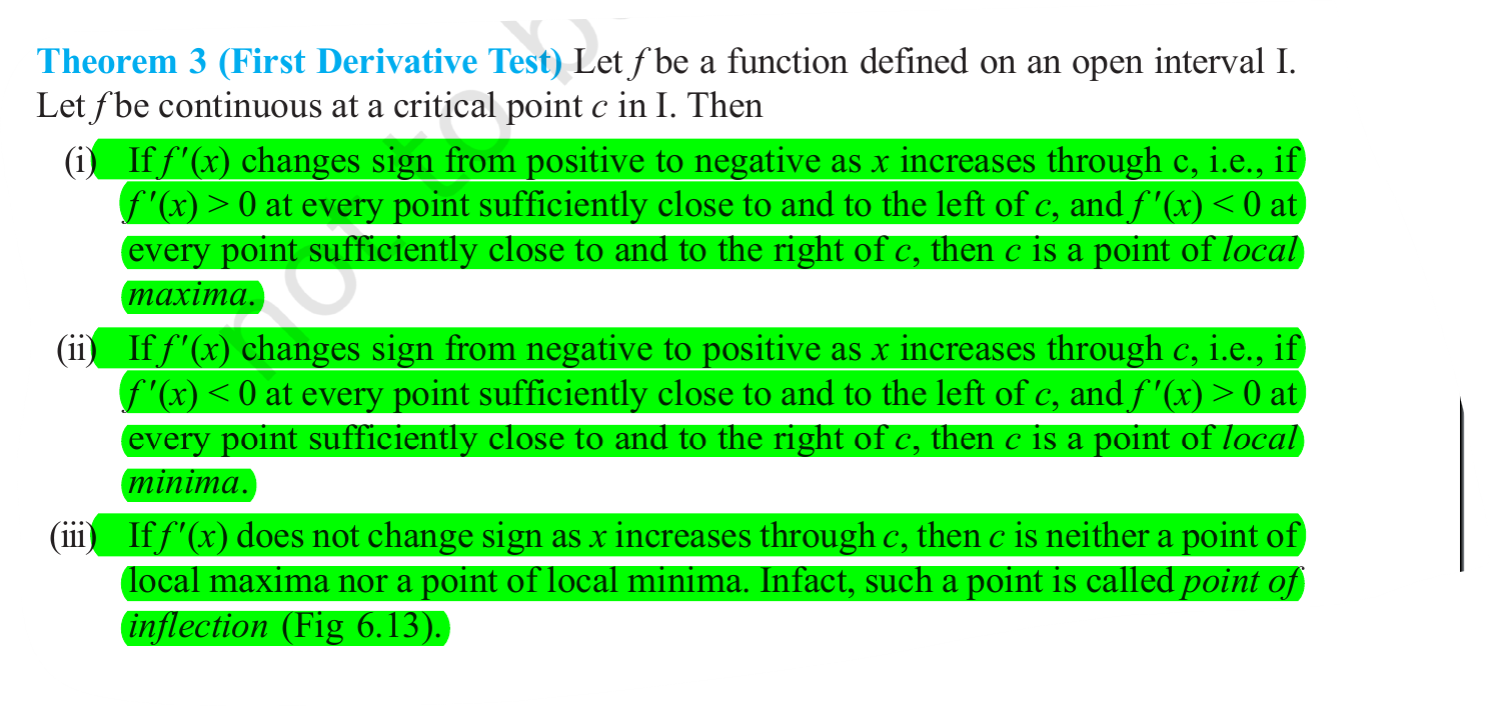 Theorem 3 (First Derivative Test) Let f be a function defined on an open interval I.
Let f be continuous at a critical point c in I. Then
(i) If f′(x) changes sign from positive to negative as x increases through c, i.e., if
f ′(x) > 0 at every point sufficiently close to and to the left of c, and f ′(x) < 0 at
every point sufficiently close to and to the right of c, then c is a point of local
maxima.
(ii) If f′(x) changes sign from negative to positive as x increases through c, i.e., if
f ′(x) < 0 at every point sufficiently close to and to the left of c, and f ′(x) > 0 at
every point sufficiently close to and to the right of c, then c is a point of local
minima.
(iii) If f′(x) does not change sign as x increases through c, then c is neither a point of
local maxima nor a point of local minima. Infact, such a point is called point of
inflection (Fig 6.13).
not to b